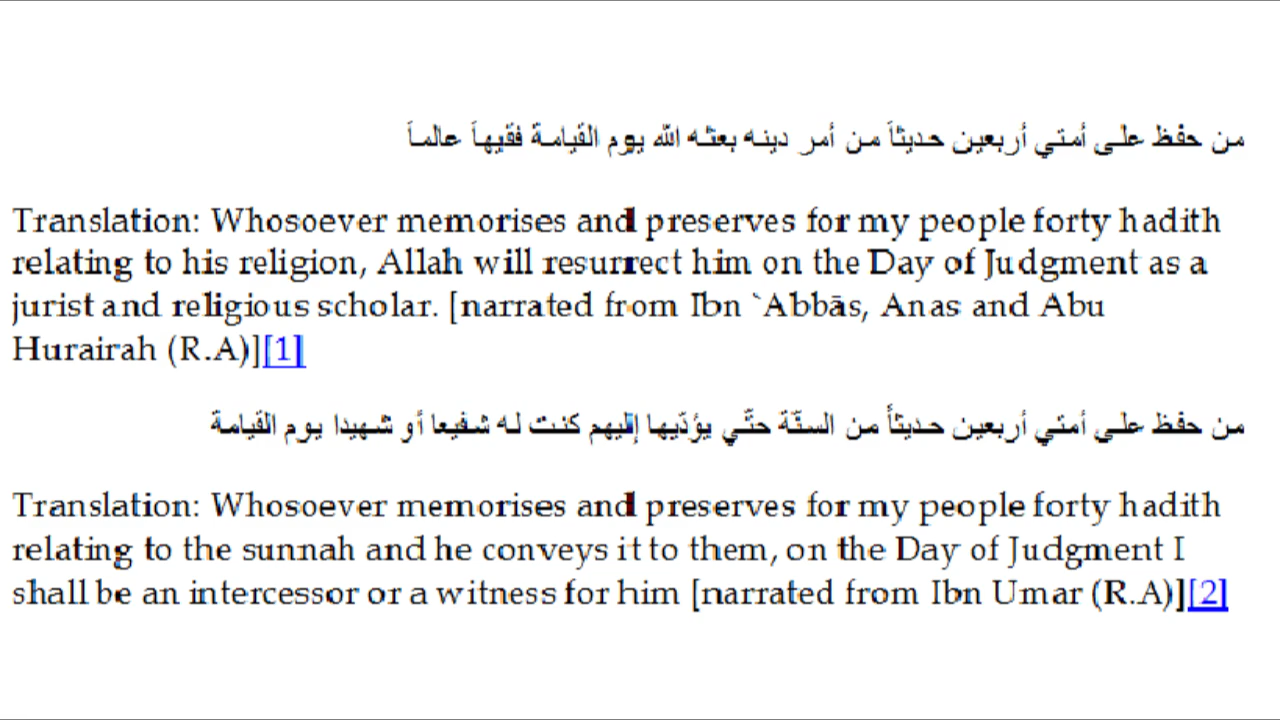 من حفظ على أمتي أربعين حديثاً من أمر دينه بعثه الله يوم القيامة فقيهاً عالماً
Translation: Whosoever memorises and preserves for my people forty hadith
relating to his religion, Allah will resurrect him on the Day of Judgment as a
jurist and religious scholar. [narrated from Ibn `Abbās, Anas and Abu
Hurairah (R.A)][1]
من حفظ على أمتي أربعين حديثاً من السنّة حتّي يؤدّيها إليهم كنت له شفيعا أو شهيدا يوم القيامة
Translation: Whosoever memorises and preserves for my people forty hadith
relating to the sunnah and he conveys it to them, on the Day of Judgment I
shall be an intercessor or a witness for him [narrated from Ibn Umar (R.A)][2]